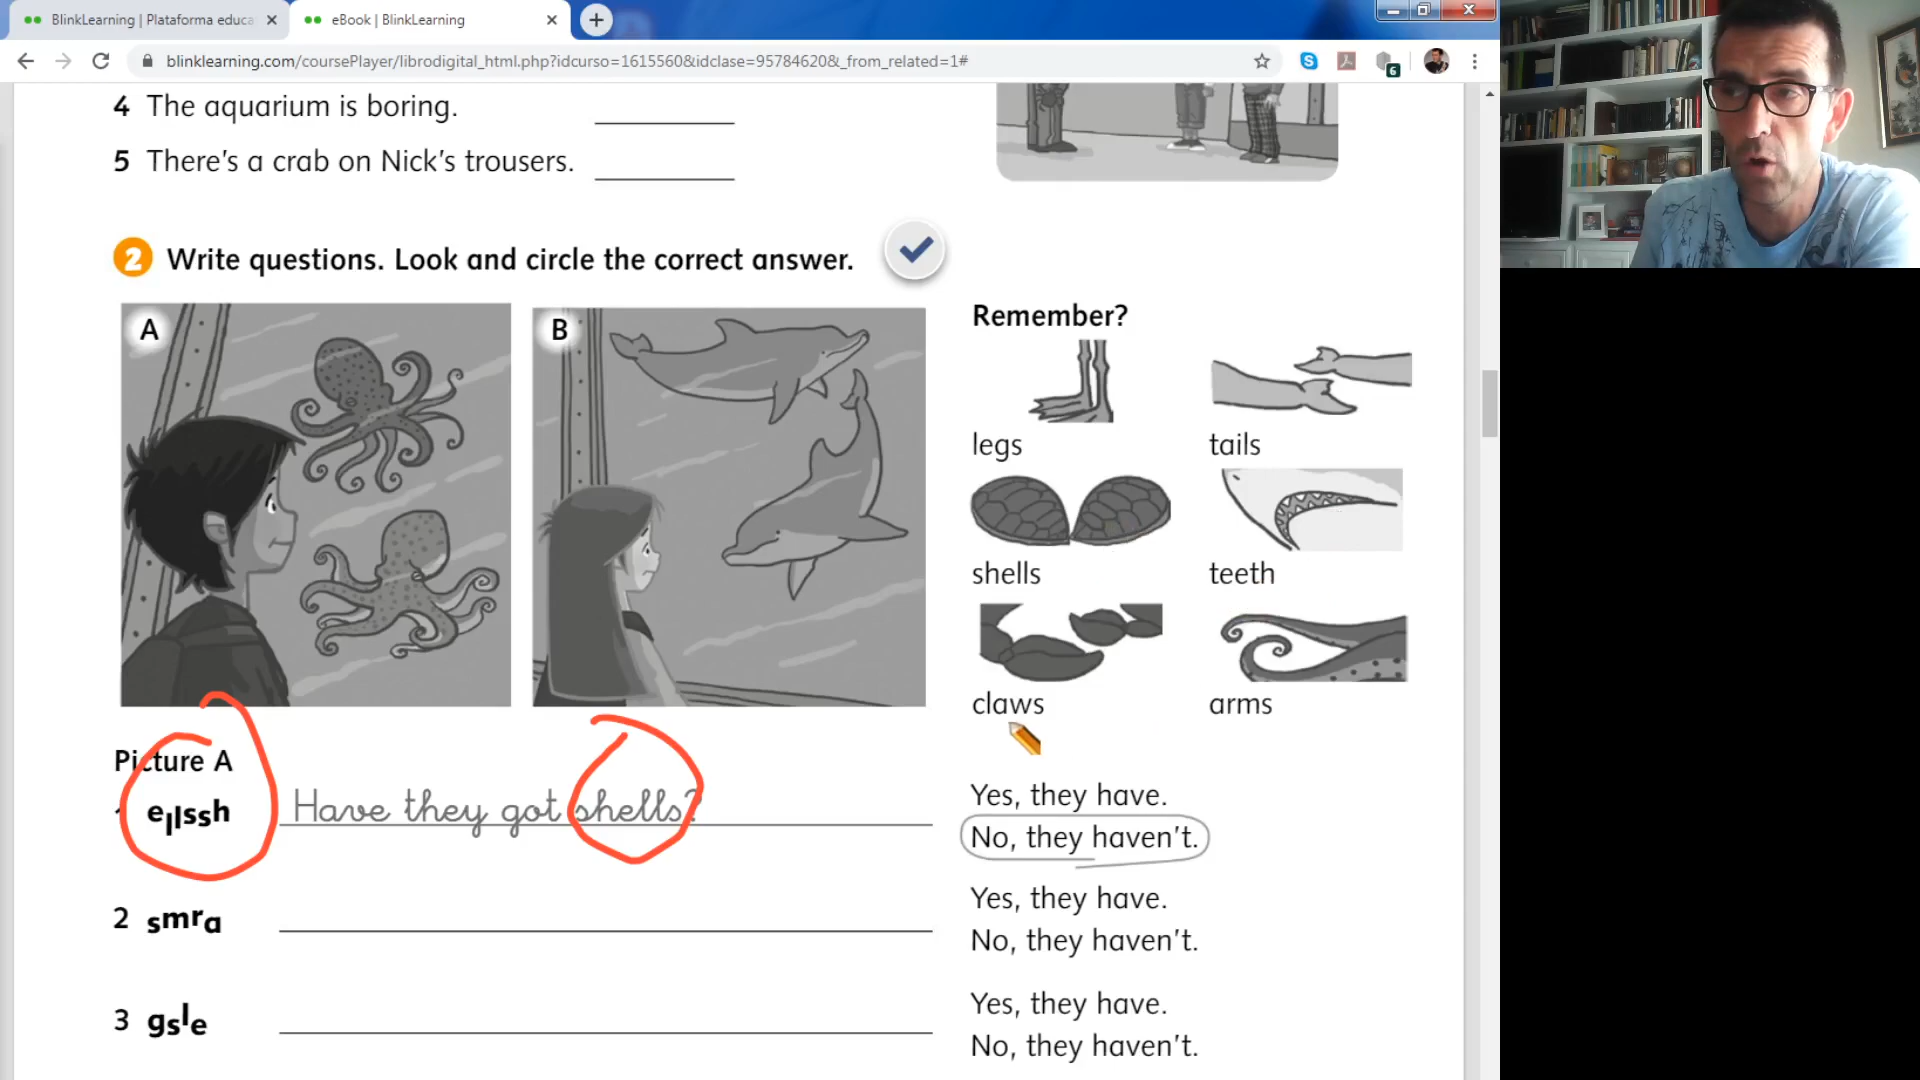 BlinkLearning | Plataforma educa
eBook | BlinkLearning
blinklearning.com/coursePlayer/librodigital_html.php?idcurso=1615560&idclase=95784620&_from_related=1#
6
4 The aquarium is boring.
5 There's a crab on Nick's trousers.
2 Write questions. Look and circle the correct answer.
A
B
Remember?
legs
tails
shells
teeth
claws
arms
Picture A
ellssh Have they got shells?
Yes, they have.
No, they haven't.
2 smra
Yes, they have.
No, they haven't.
3 gsle
Yes, they have.
No, they haven't.